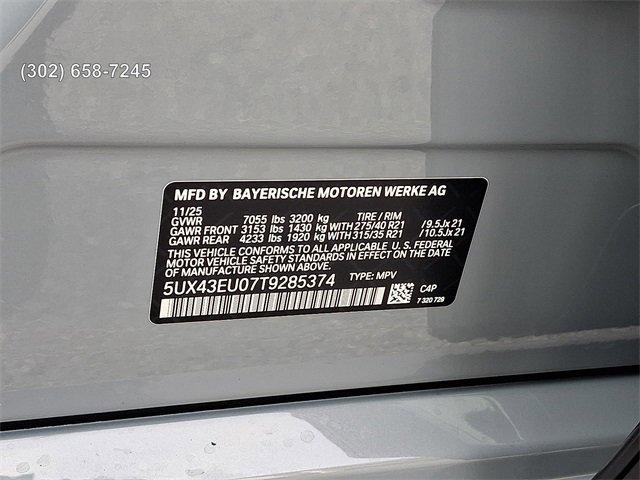 (302) 658-7245
MFD BY BAYERISCHE MOTOREN WERKE AG
11/25
GVWR 7055 lbs 3200 kg TIRE / RIM
GAWR FRONT 3153 lbs 1430 kg WITH 275/40 R21 / 9.5Jx21
GAWR REAR 4233 lbs 1920 kg WITH 315/35 R21 / 10.5Jx21
THIS VEHICLE CONFORMS TO ALL APPLICABLE U. S. FEDERAL
MOTOR VEHICLE SAFETY STANDARDS IN EFFECT ON THE DATE OF
MANUFACTURE SHOWN ABOVE.
5UX43EU07T9285374 TYPE: MPV
C4P
7 320 729